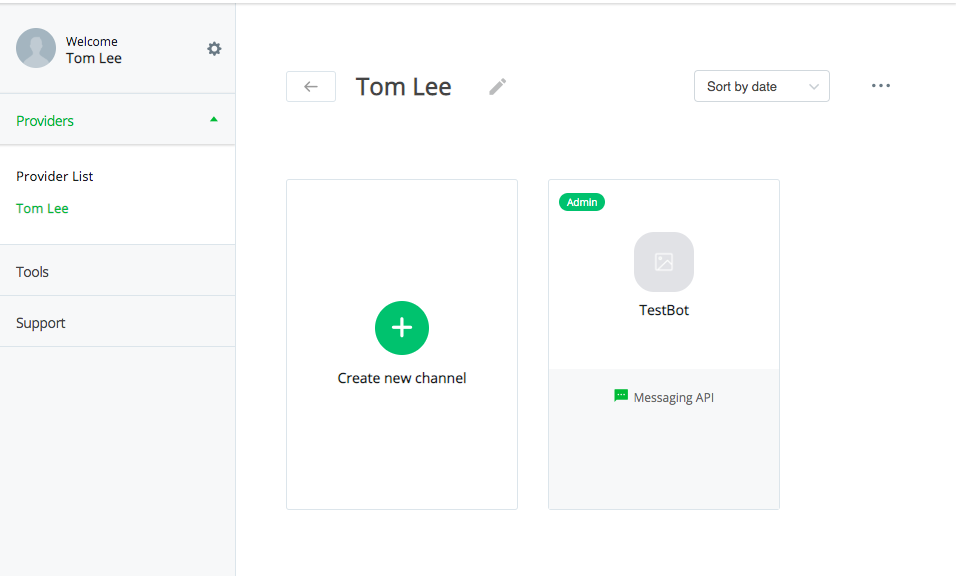 Welcome
Tom Lee
Providers
Provider List
Tom Lee
Tools
Support
Tom Lee
Sort by date
Create new channel
Admin
TestBot
Messaging API